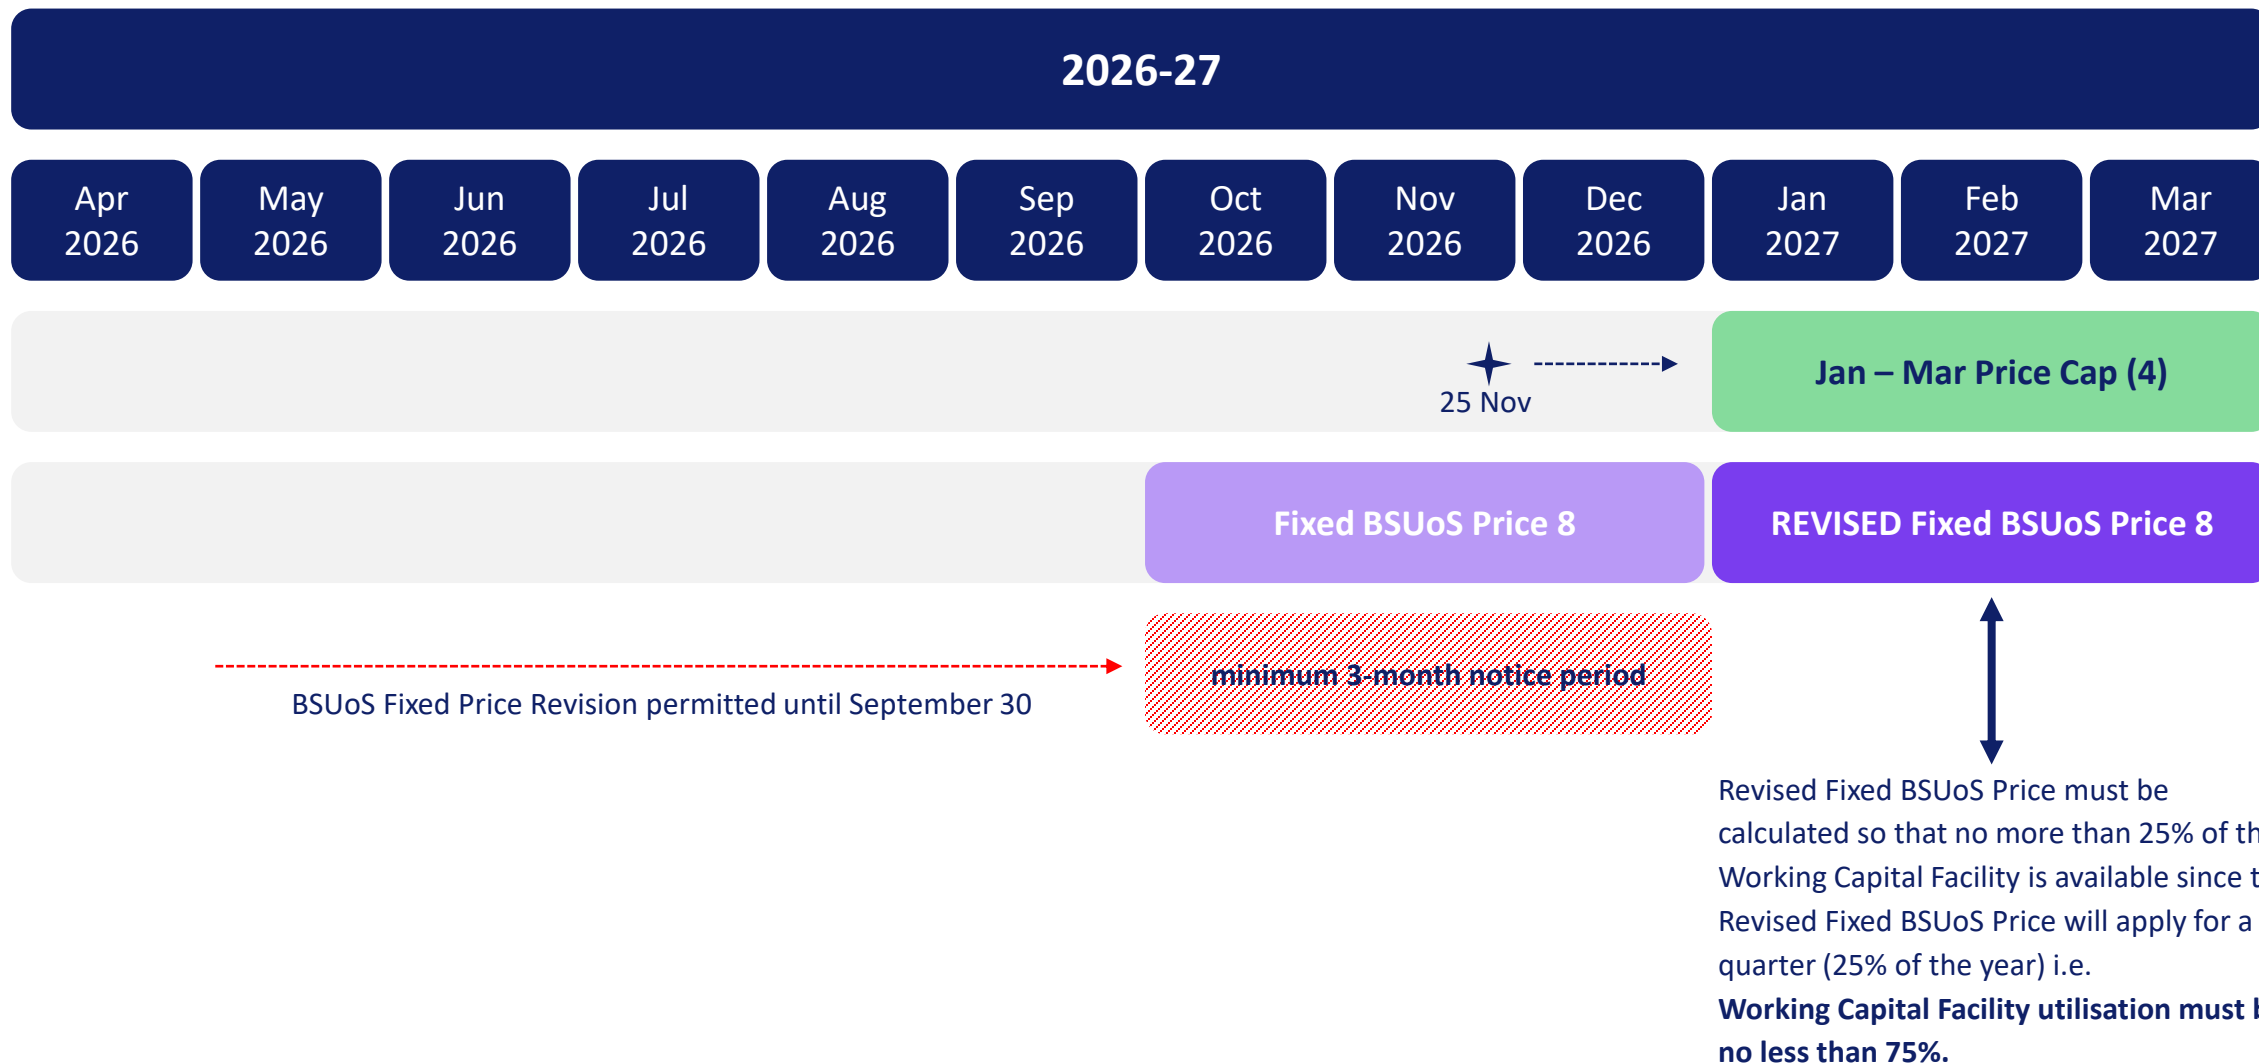 2026-27
Apr
2026
May
2026
Jun
2026
Jul
2026
Aug
2026
Sep
2026
Oct
2026
Nov
2026
Dec
2026
Jan
2027
Feb
2027
Mar
2027
25 Nov
Jan – Mar Price Cap (4)
Fixed BSUoS Price 8
REVISED Fixed BSUoS Price 8
BSUoS Fixed Price Revision permitted until September 30
minimum 3-month notice period
Revised Fixed BSUoS Price must be
calculated so that no more than 25% of
Working Capital Facility is available since
Revised Fixed BSUoS Price will apply for a
quarter (25% of the year) i.e.
Working Capital Facility utilisation must
no less than 75%.